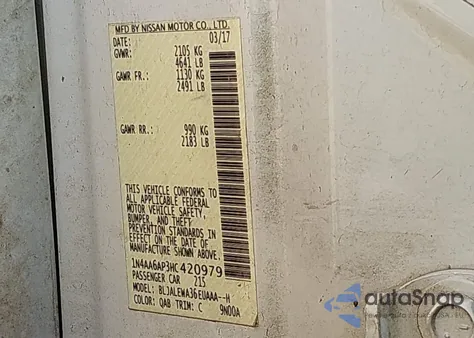 MFD BY NISSAN MOTOR CO., LTD.
DATE: 03/17
GVWR: 2105 KG
4641 LB
GAWR FR.: 1130 KG
2491 LB
GAWR RR.: 990 KG
2183 LB
THIS VEHICLE CONFORMS TO
ALL APPLICABLE FEDERAL
MOTOR VEHICLE SAFETY,
BUMPER, AND THEFT
PREVENTION STANDARDS IN
EFFECT ON THE DATE OF
MANUFACTURE SHOWN ABOVE.
1N4AA6AP3HC420979
PASSENGER CAR 21S
MODEL: BLJALEWA36EUAAA--H
COLOR: QAB TRIM: C 9N00A
autaSnap